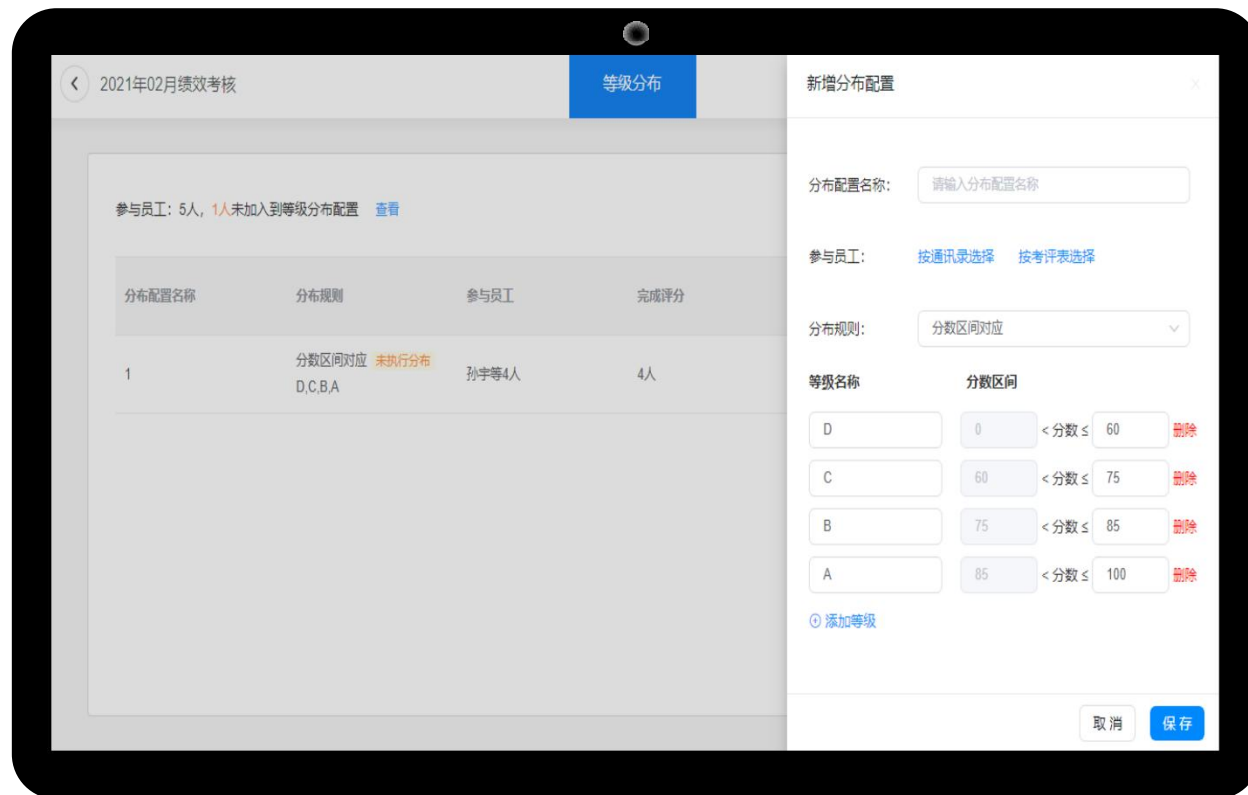 2021年02月绩效考核
等级分布
参与员工：5人，1人未加入到等级分布配置 查看
分布配置名称 分布规则 参与员工 完成评分
1 分数区间对应 未执行分布 孙宇等4人 4人
D,C,B,A
新增分布配置
分布配置名称： 请输入分布配置名称
参与员工： 按通讯录选择 按考评表选择
分布规则： 分数区间对应
等级名称 分数区间
D 0 < 分数 ≤ 60 删除
C 60 < 分数 ≤ 75 删除
B 75 < 分数 ≤ 85 删除
A 85 < 分数 ≤ 100 删除
添加等级
取消 保存